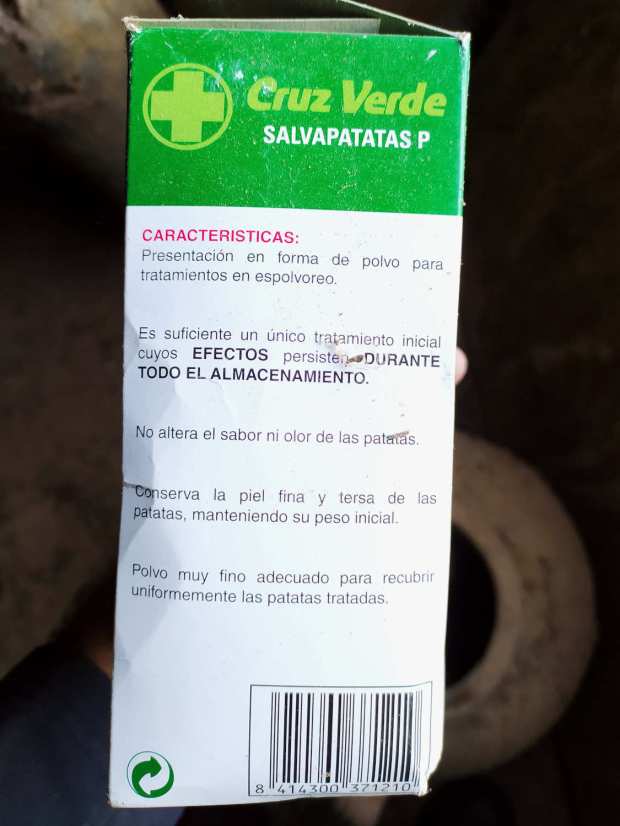 Cruz Verde
SALVAPATATAS P
CARACTERISTICAS:
Presentación en forma de polvo para
tratamientos en espolvoreo.
Es suficiente un único tratamiento inicial
cuyos EFECTOS persisten DURANTE
TODO EL ALMACENAMIENTO.
No altera el sabor ni olor de las patatas.
Conserva la piel fina y tersa de las
patatas, manteniendo su peso inicial.
Polvo muy fino adecuado para recubrir
uniformemente las patatas tratadas.
8 414300 371210